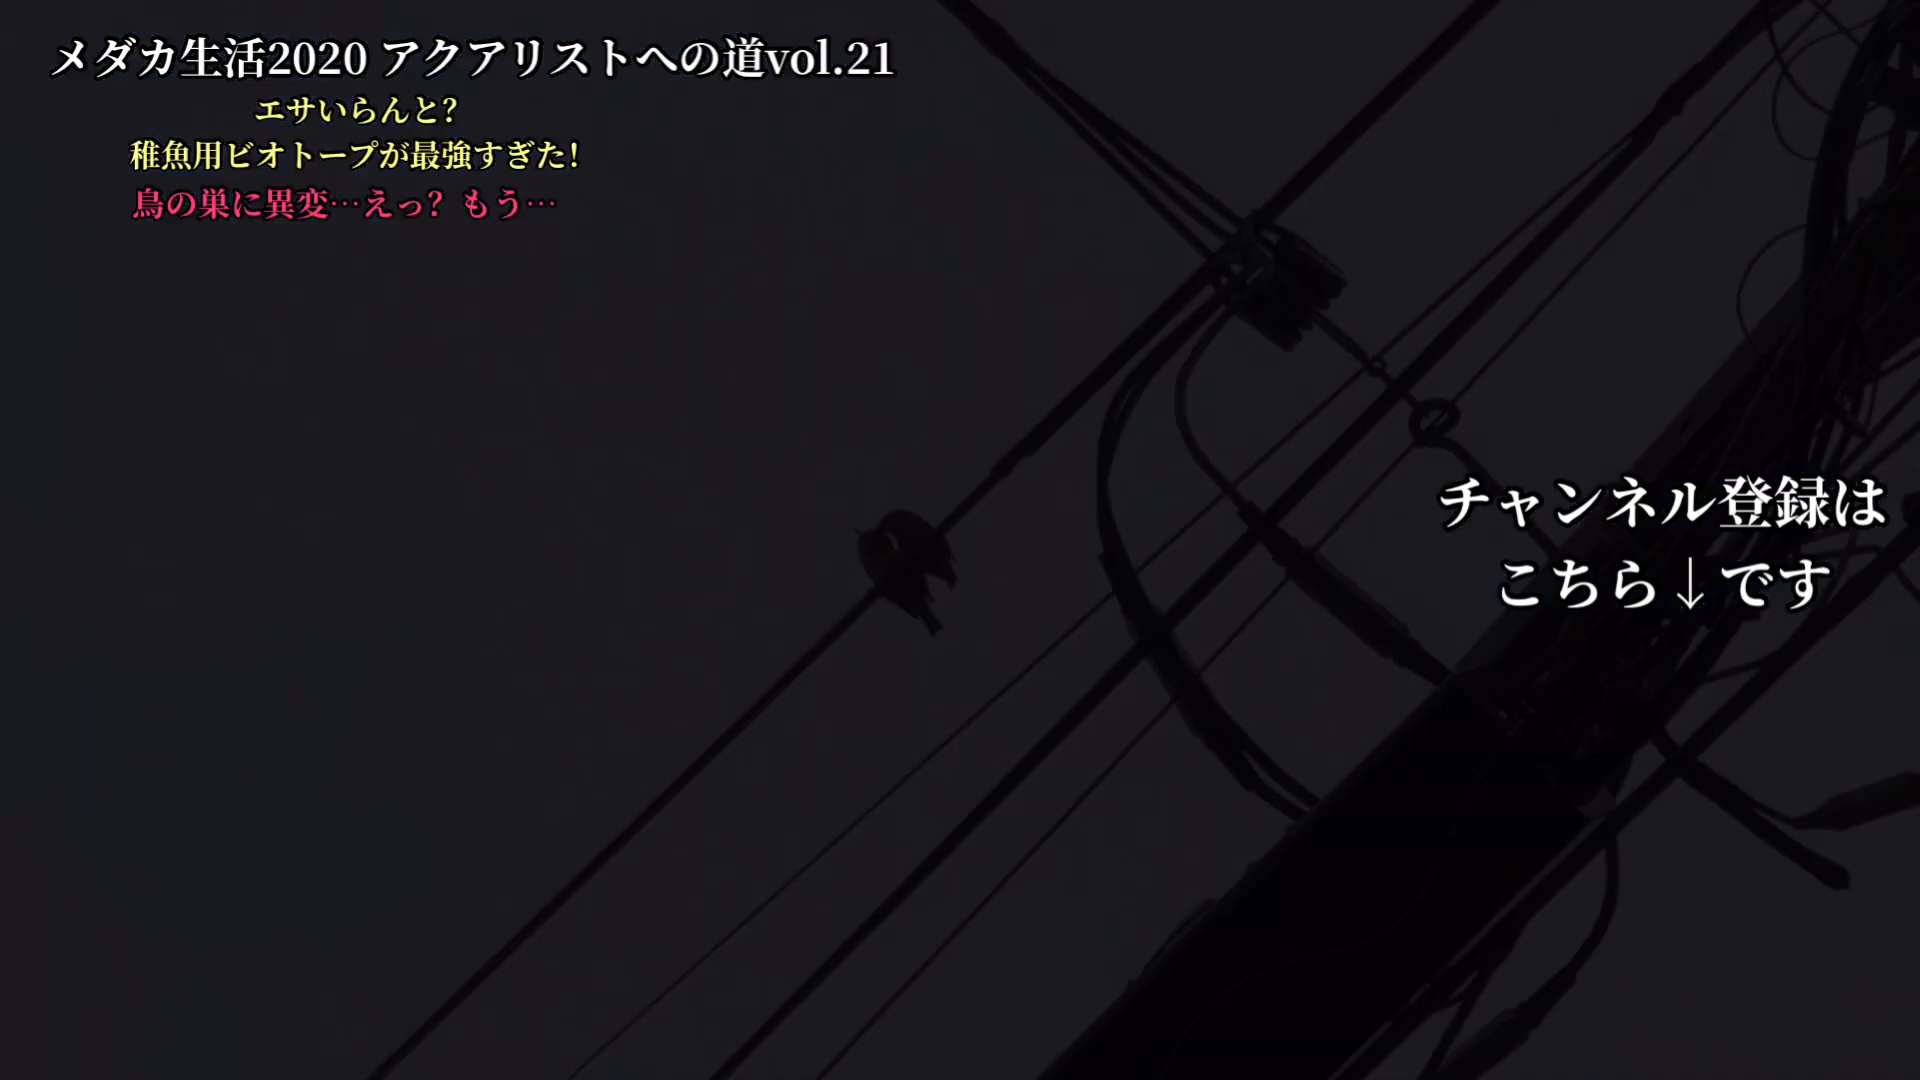 メダカ生活2020 アクアリストへの道vol.21
エサいらんと？
稚魚用ビオトープが最強すぎた！
鳥の巣に異変…えっ？ もう…
チャンネル登録は
こちら↓です